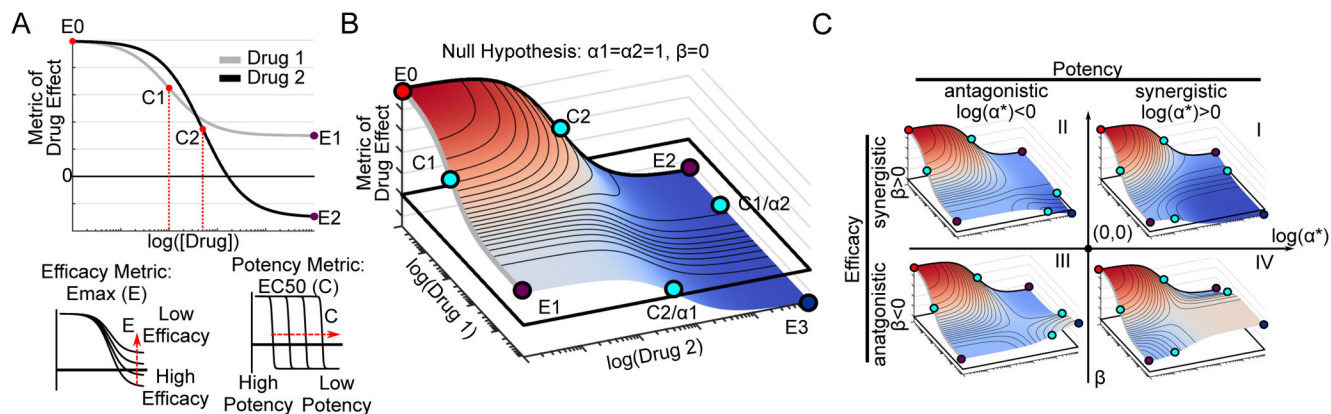 A
E0
Metric of
Drug Effect
0
Drug 1
Drug 2
C1
C2
E1
E2
log([Drug])
Efficacy Metric:
Emax (E)
E
Low
Efficacy
High
Efficacy
Potency Metric:
EC50 (C)
C
High
Potency
Low
Potency
B
Null Hypothesis: α1=α2=1, β=0
E0
C2
C1
Metric of
Drug Effect
E2
C1/α2
E1
C2/α1
E3
log(Drug 1)
log(Drug 2)
C
Potency
antagonistic
log(α*)<0
synergistic
log(α*)>0
II
I
Efficacy
synergistic
β>0
(0,0)
log(α*)
III
IV
anatgonistic
β<0
β